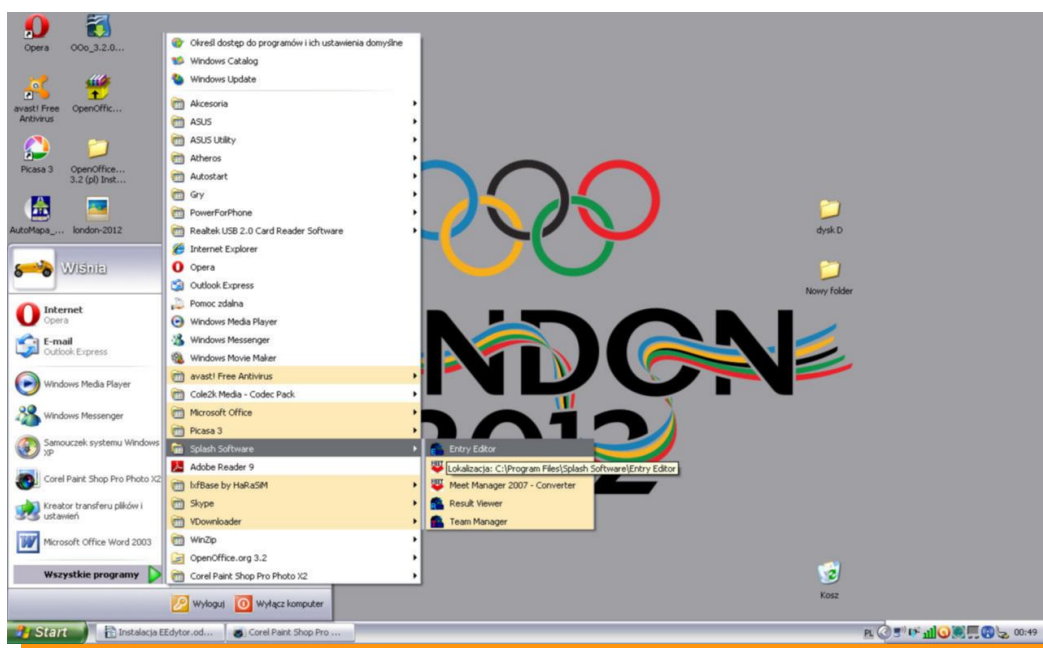 Opera
OOo_3.2.0...
avast! Free
Antivirus
OpenOffic...
Picasa 3
OpenOffice...
3.2 (pl) Inst...
AutoMapa_...
london-2012
Wiśnia
Internet
Opera
E-mail
Outlook Express
Windows Media Player
Windows Messenger
Samouczek systemu Windows
XP
Corel Paint Shop Pro Photo X2
Kreator transferu plików i
ustawień
Microsoft Office Word 2003
Wszystkie programy
Określ dostęp do programów i ich ustawienia domyślne
Windows Catalog
Windows Update
Akcesoria
ASUS
ASUS Utility
Atheros
Autostart
Gry
PowerForPhone
Realtek USB 2.0 Card Reader Software
Internet Explorer
Opera
Outlook Express
Pomoc zdalna
Windows Media Player
Windows Messenger
Windows Movie Maker
avast! Free Antivirus
Cole2k Media - Codec Pack
Microsoft Office
Picasa 3
Splash Software
Adobe Reader 9
lxfBase by HaRaSiM
Skype
VDownloader
WinZip
OpenOffice.org 3.2
Corel Paint Shop Pro Photo X2
Entry Editor
Lokalizacja: C:\Program Files\Splash Software\Entry Editor
Meet Manager 2007 - Converter
Result Viewer
Team Manager
NDON
2012
dysk D
Nowy folder
Kosz
Wyloguj
Wyłącz komputer
Start
Instalacja EEdytor.od...
Corel Paint Shop Pro ...
PL
00:49